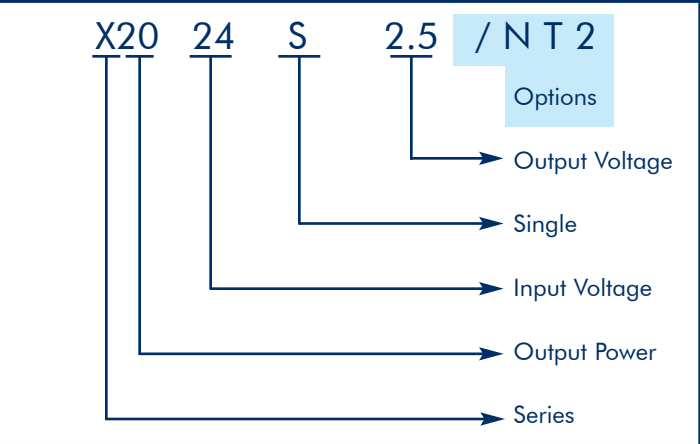 X20 24 S 2.5 / N T 2
Options
Output Voltage
Single
Input Voltage
Output Power
Series